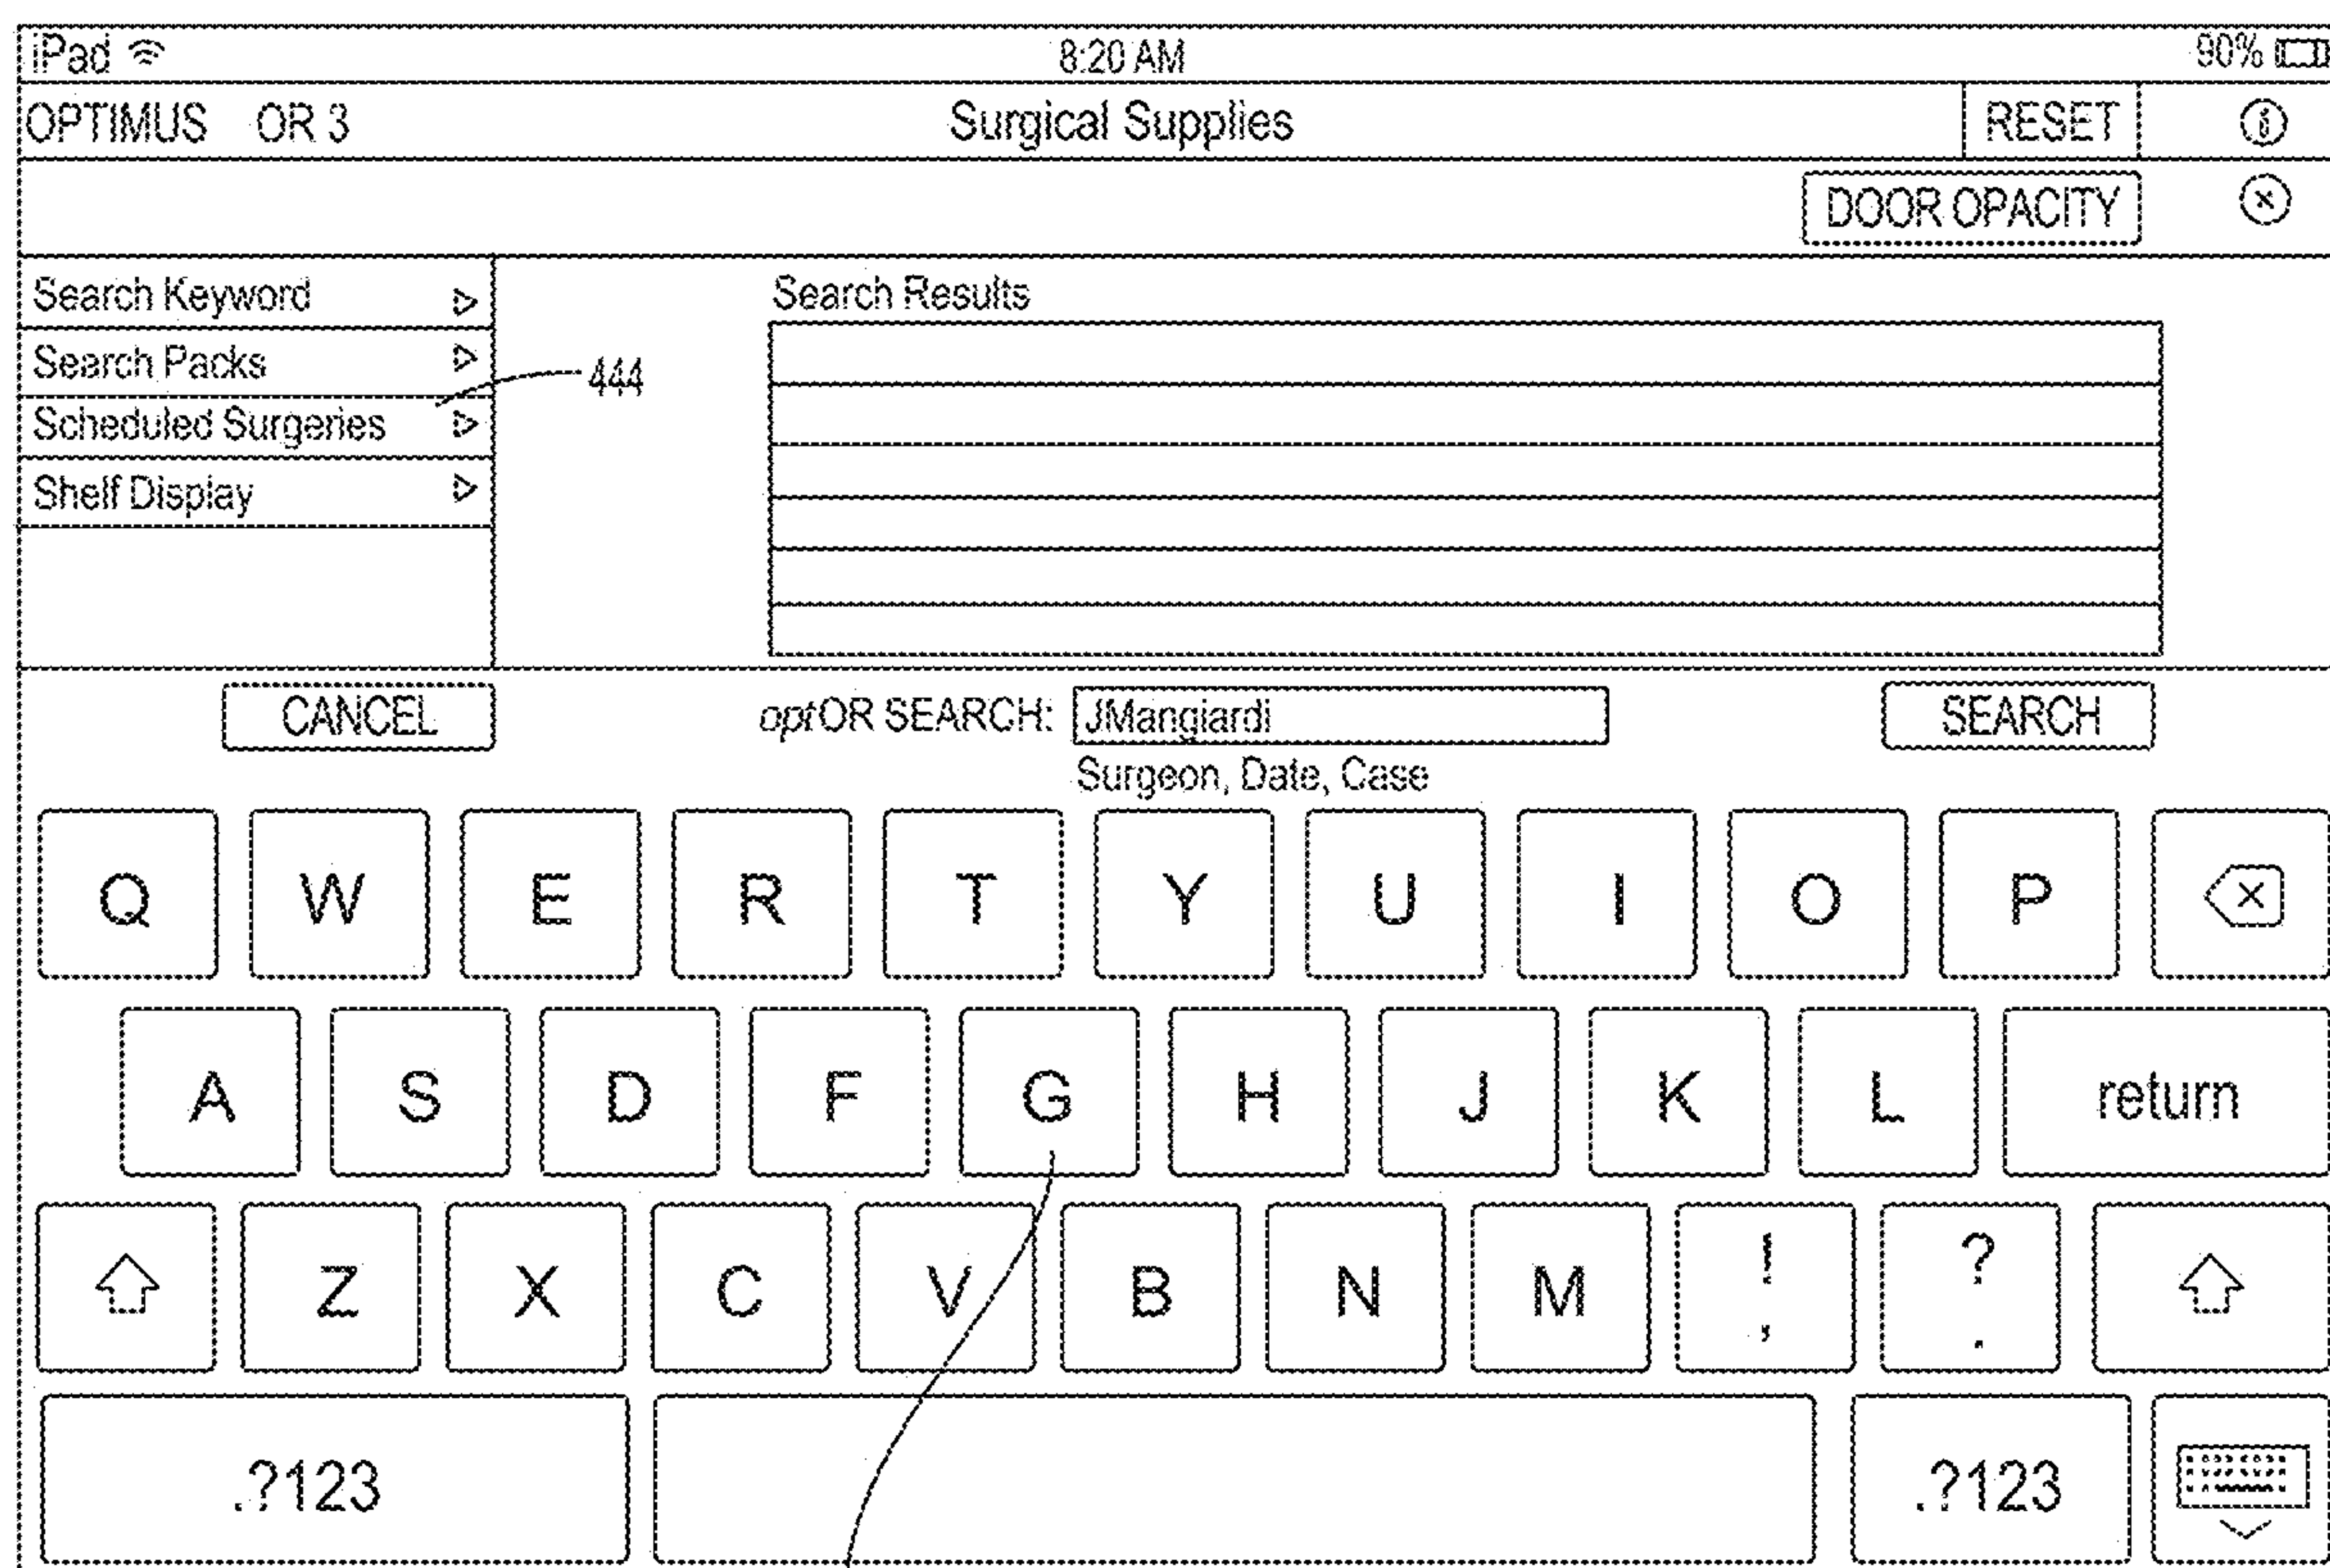 iPad 8:20 AM 90%
OPTIMUS OR 3 Surgical Supplies RESET i
DOOR OPACITY
Search Keyword Search Results
Search Packs
444
Scheduled Surgeries
Shelf Display
CANCEL optOR SEARCH: JMangiardi SEARCH
Surgeon, Date, Case
Q W E R T Y U I O P
A S D F G H J K L return
Z X C V B N M ! , ? .
.?123 .?123